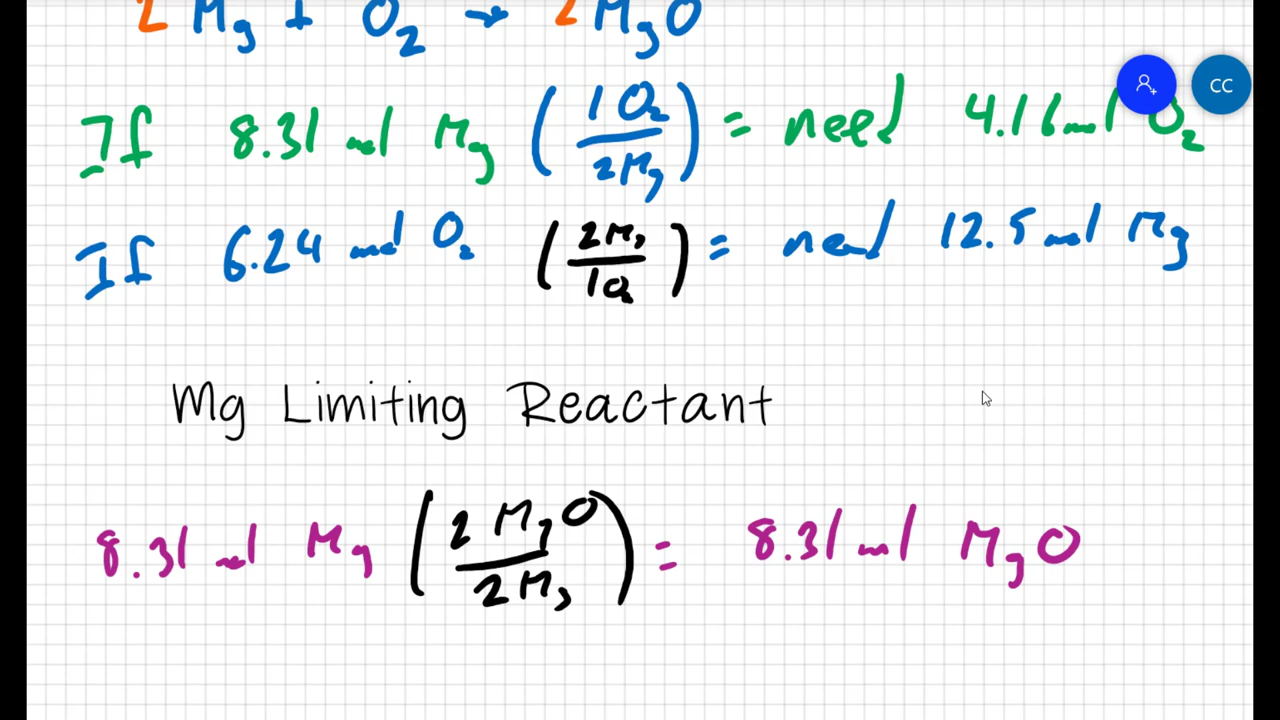 2 Mg + O2 → 2 MgO
If 8.31 mol Mg (1 O2 / 2 Mg) = need 4.16 mol O2
CC
If 6.24 mol O2 (2 Mg / 1 O2) = need 12.5 mol Mg
Mg Limiting Reactant
8.31 mol Mg (2 MgO / 2 Mg) = 8.31 mol MgO